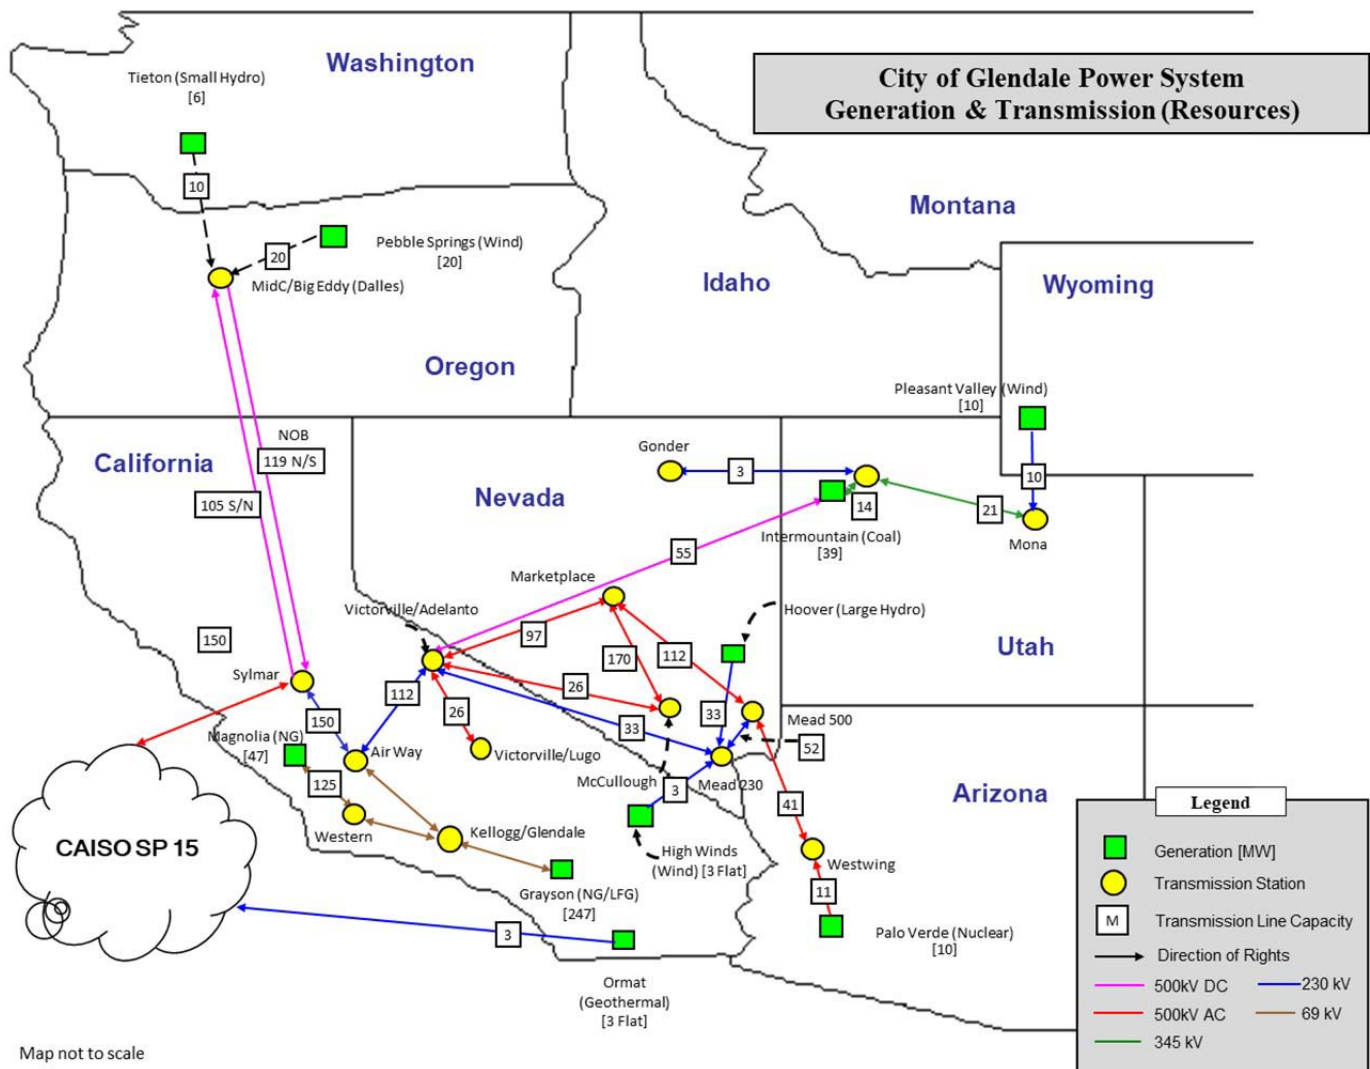 City of Glendale Power System
Generation & Transmission (Resources)
Washington
Tieton (Small Hydro)
[6]
10
Montana
Pebble Springs (Wind)
[20]
20
MidC/Big Eddy (Dalles)
Idaho
Wyoming
Oregon
Pleasant Valley (Wind)
[10]
NOB
119 N/S
105 S/N
California
Nevada
Gonder
3
14
21
10
Mona
Intermountain (Coal)
[39]
55
Marketplace
Victorville/Adelanto
97
Hoover (Large Hydro)
150
170
112
Utah
Sylmar
112
26
26
33
33
Mead 500
52
150
Magnolia (NG)
[47]
Air Way
Victorville/Lugo
McCullough
Mead 230
3
125
41
Arizona
Western
Kellogg/Glendale
High Winds
(Wind) [3 Flat]
Westwing
CAISO SP 15
Grayson (NG/LFG)
[247]
11
Palo Verde (Nuclear)
[10]
3
Ormat
(Geothermal)
[3 Flat]
Legend
Generation [MW]
Transmission Station
M
Transmission Line Capacity
Direction of Rights
500kV DC
230 kV
500kV AC
69 kV
345 kV
Map not to scale